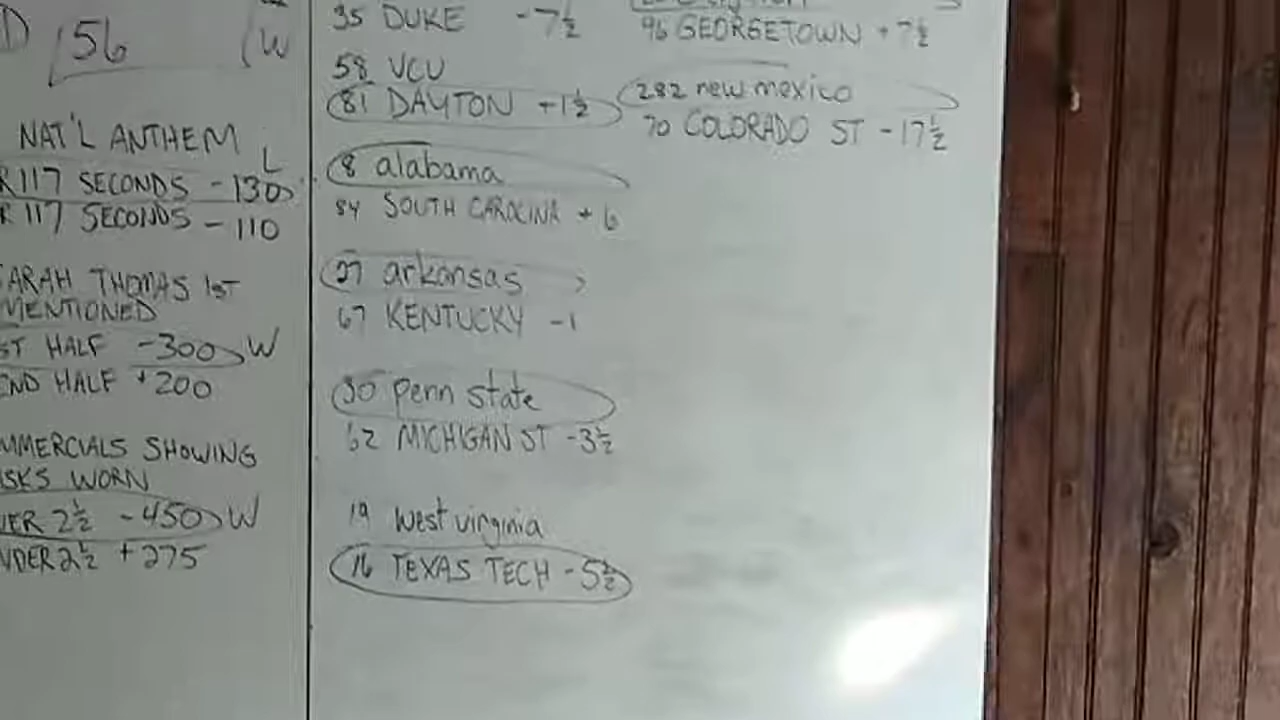 56
W
NAT'L ANTHEM
L
R 117 SECONDS -130
R 117 SECONDS -110
ARAH THOMAS 1ST
MENTIONED
ST HALF -300 W
ND HALF +200
MMERCIALS SHOWING
SKS WORN
ER 2½ -450 W
NDER 2½ +275
35 DUKE -7½
58 VCU
81 DAYTON +1½
8 alabama
84 SOUTH CAROLINA +6
27 arkansas
67 KENTUCKY -1
30 penn state
62 MICHIGAN ST -3½
19 west virginia
16 TEXAS TECH -5½
96 GEORGETOWN +7½
282 new mexico
70 COLORADO ST -17½